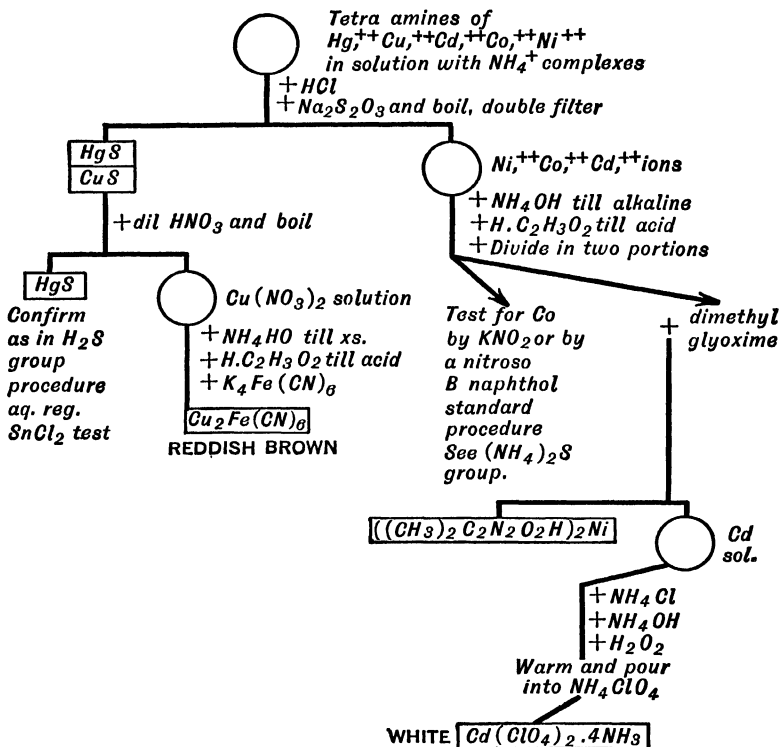 Tetra amines of
Hg,⁺⁺Cu,⁺⁺Cd,⁺⁺Co,⁺⁺Ni⁺⁺
in solution with NH₄⁺ complexes
+HCl
+Na₂S₂O₃ and boil, double filter
HgS
CuS
Ni,⁺⁺Co,⁺⁺Cd,⁺⁺ions
+NH₄OH till alkaline
+H.C₂H₃O₂ till acid
+Divide in two portions
+dil HNO₃ and boil
HgS
Confirm
as in H₂S
group
procedure
aq. reg.
SnCl₂ test
Cu(NO₃)₂ solution
+NH₄HO till xs.
+H.C₂H₃O₂ till acid
+K₄Fe(CN)₆
Cu₂Fe(CN)₆
REDDISH BROWN
Test for Co
by KNO₂ or by
a nitroso
B naphthol
standard
procedure
See (NH₄)₂S
group.
+ dimethyl
glyoxime
((CH₃)₂C₂N₂O₂H)₂Ni
Cd
sol.
+NH₄Cl
+NH₄OH
+H₂O₂
Warm and pour
into NH₄ClO₄
WHITE Cd(ClO₄)₂.4NH₃